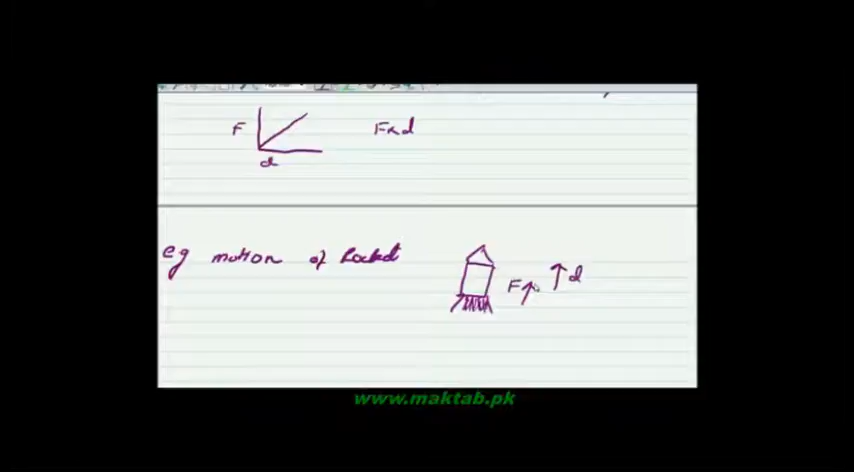 F
F∝d
d
eg motion of Rocket
F↑ ↑d
www.maktab.pk